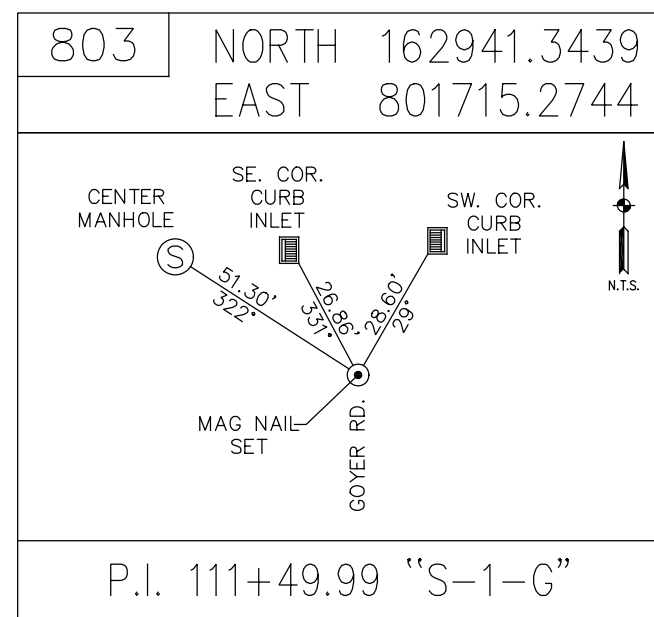 803
NORTH 162941.3439
EAST 801715.2744
SE. COR.
CURB
INLET
CENTER
MANHOLE
SW. COR.
CURB
INLET
S
N.T.S.
51.30'
322°
26.86'
331°
28.60'
29°
MAG NAIL
SET
GOYER RD.
P.I. 111+49.99 "S-1-G"